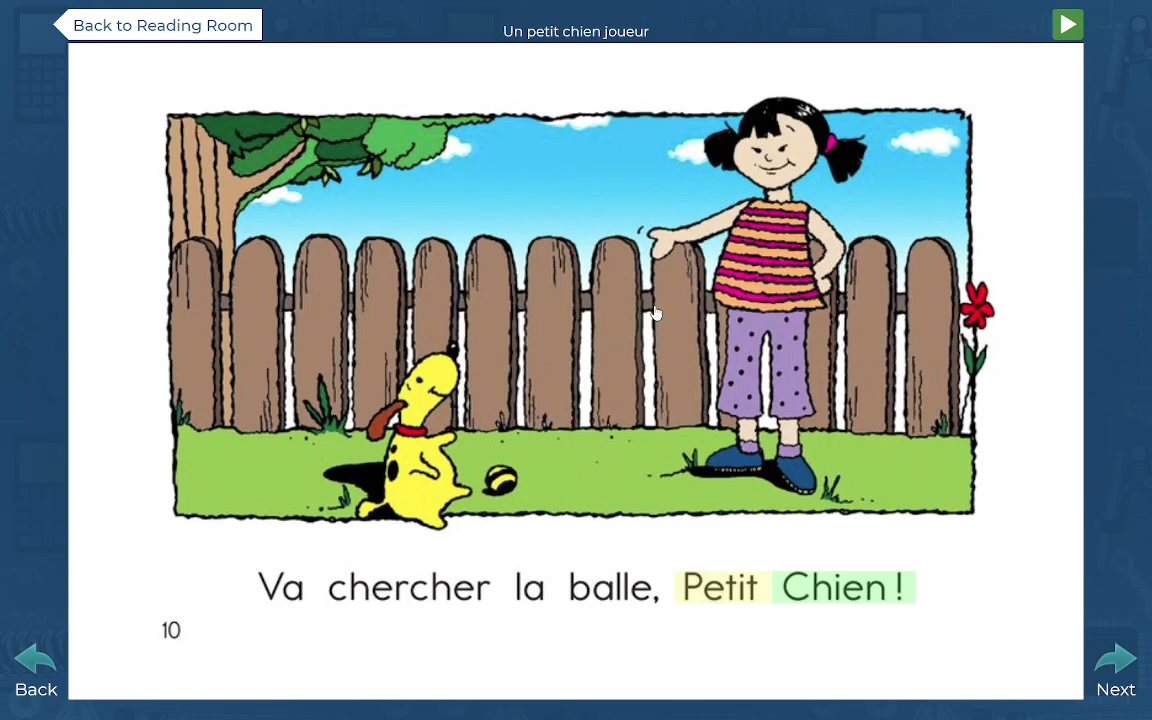 Back to Reading Room
Un petit chien joueur
Va chercher la balle, Petit Chien !
10
Back
Next